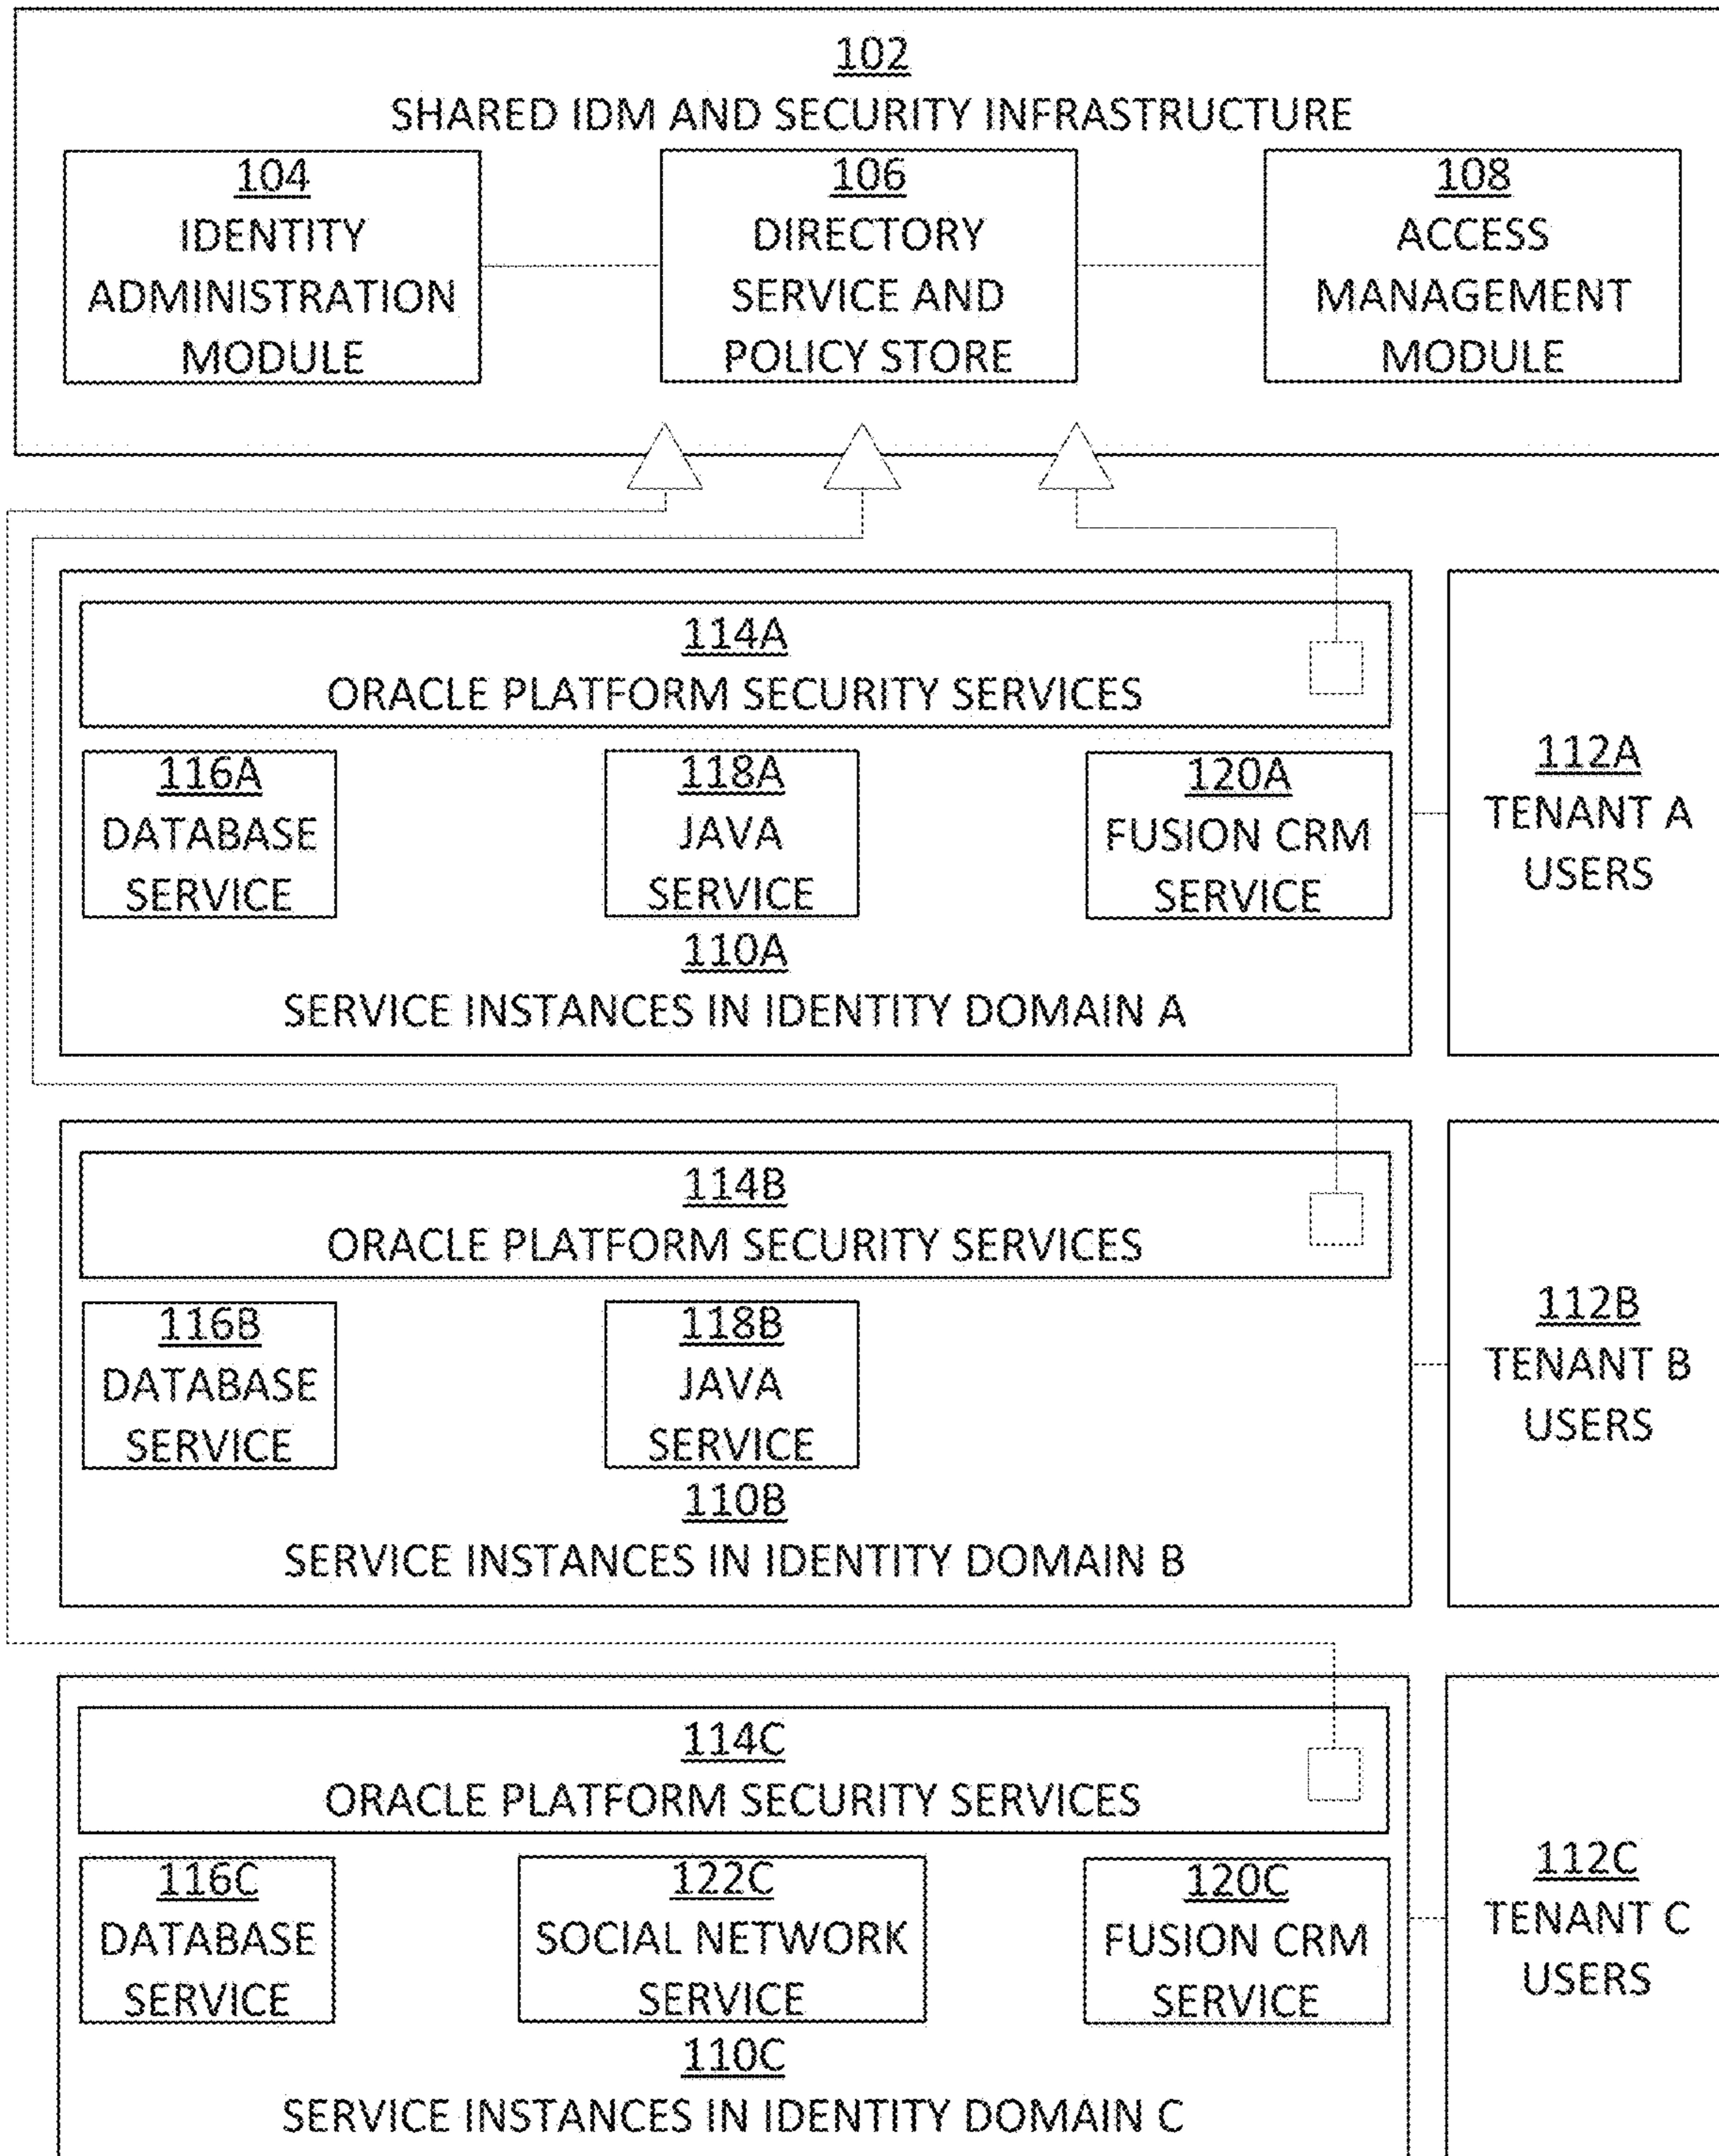 102
SHARED IDM AND SECURITY INFRASTRUCTURE
104
IDENTITY
ADMINISTRATION
MODULE
106
DIRECTORY
SERVICE AND
POLICY STORE
108
ACCESS
MANAGEMENT
MODULE
114A
ORACLE PLATFORM SECURITY SERVICES
116A
DATABASE
SERVICE
118A
JAVA
SERVICE
120A
FUSION CRM
SERVICE
110A
SERVICE INSTANCES IN IDENTITY DOMAIN A
112A
TENANT A
USERS
114B
ORACLE PLATFORM SECURITY SERVICES
116B
DATABASE
SERVICE
118B
JAVA
SERVICE
110B
SERVICE INSTANCES IN IDENTITY DOMAIN B
112B
TENANT B
USERS
114C
ORACLE PLATFORM SECURITY SERVICES
116C
DATABASE
SERVICE
122C
SOCIAL NETWORK
SERVICE
120C
FUSION CRM
SERVICE
110C
SERVICE INSTANCES IN IDENTITY DOMAIN C
112C
TENANT C
USERS